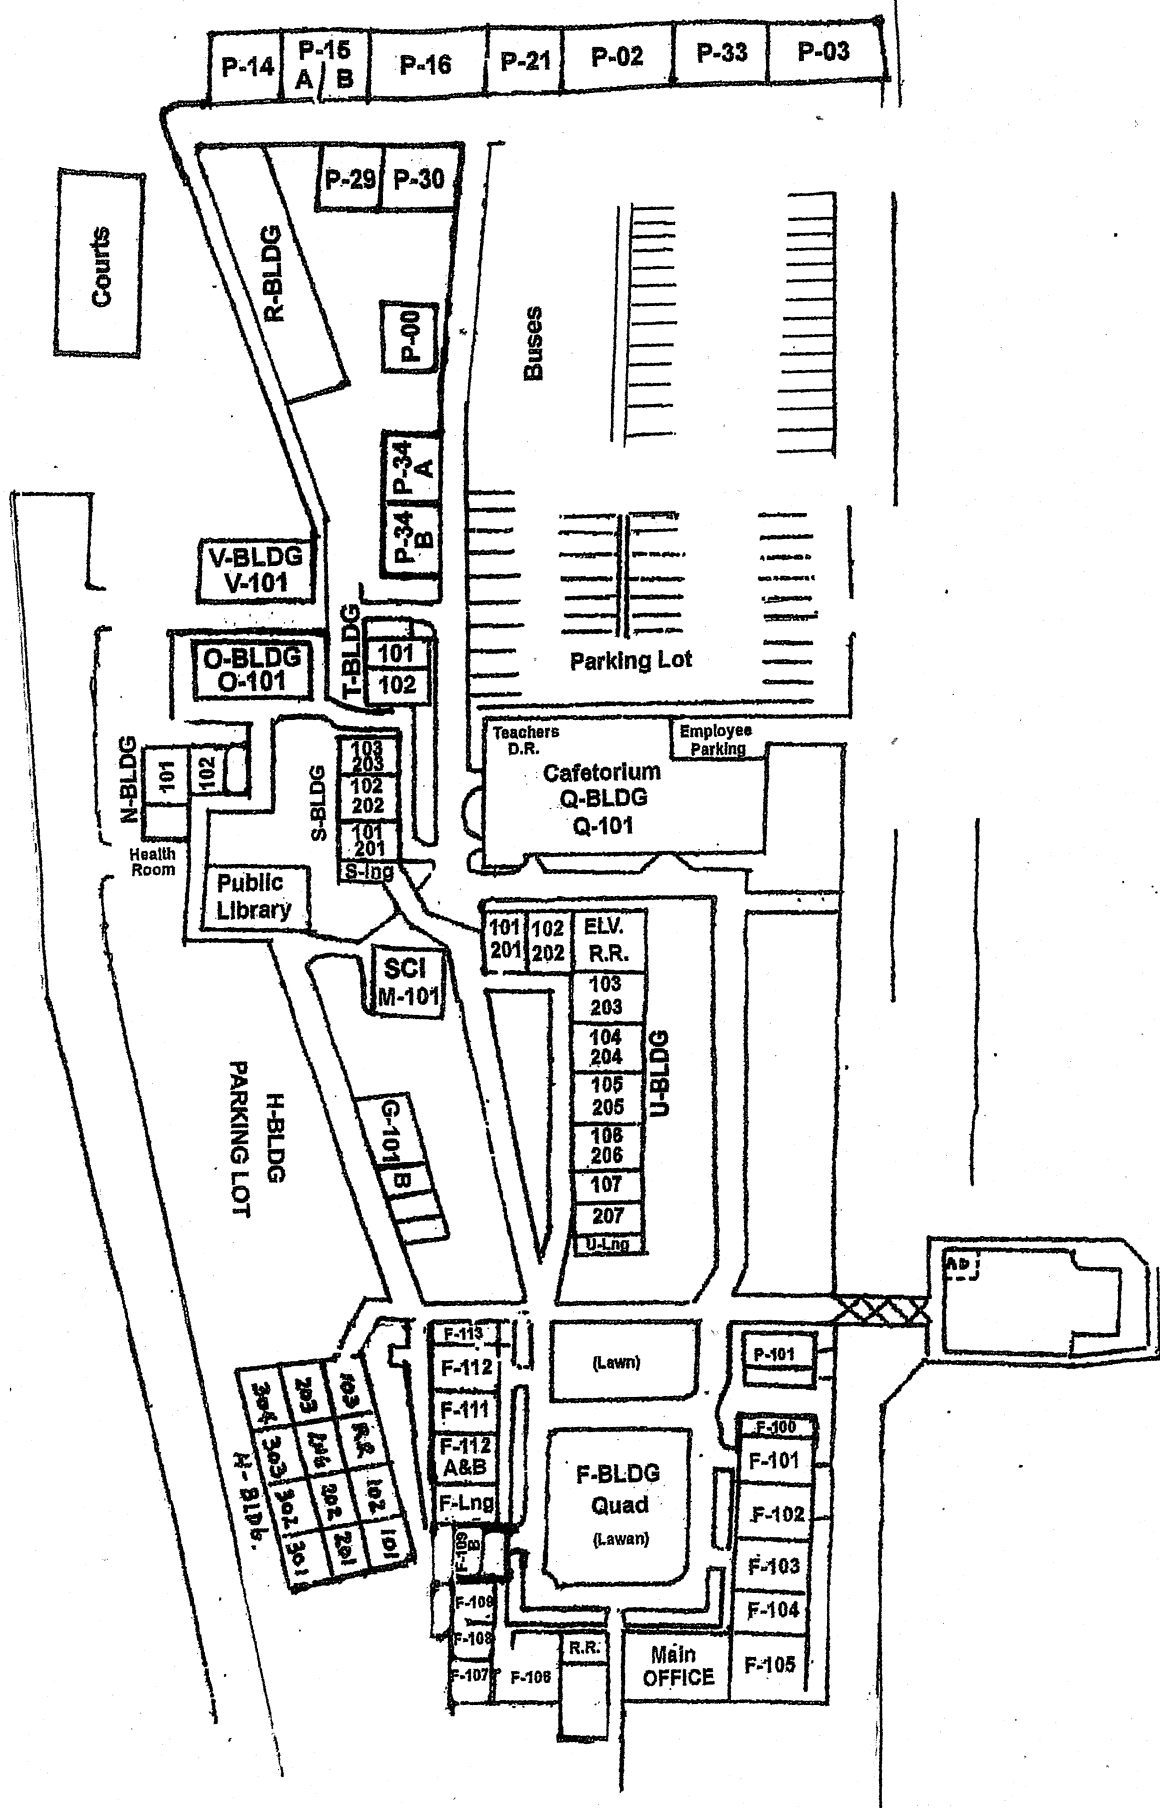 P-14
P-15
A
B
P-16
P-21
P-02
P-33
P-03
P-29
P-30
Courts
R-BLDG
P-00
Buses
P-34
A
P-34
B
V-BLDG
V-101
T-BLDG
O-BLDG
O-101
101
102
Parking Lot
Teachers
D.R.
Employee
Parking
Cafetorium
Q-BLDG
Q-101
N-BLDG
101
102
Health
Room
S-BLDG
103
203
102
202
101
201
S-lng
Public
Library
101
201
102
202
ELV.
R.R.
SCI
M-101
103
203
104
204
105
205
106
206
107
207
U-Lng
U-BLDG
H-BLDG
PARKING LOT
G-101
B
F-113
F-112
F-111
F-112
A&B
F-Lng
F-109
B
F-109
F-108
F-107
F-106
R.R.
Main
OFFICE
(Lawn)
F-BLDG
Quad
(Lawan)
P-101
F-100
F-101
F-102
F-103
F-104
F-105
304
203
103
303
R.R.
302
202
102
301
201
101
H-BLDG.